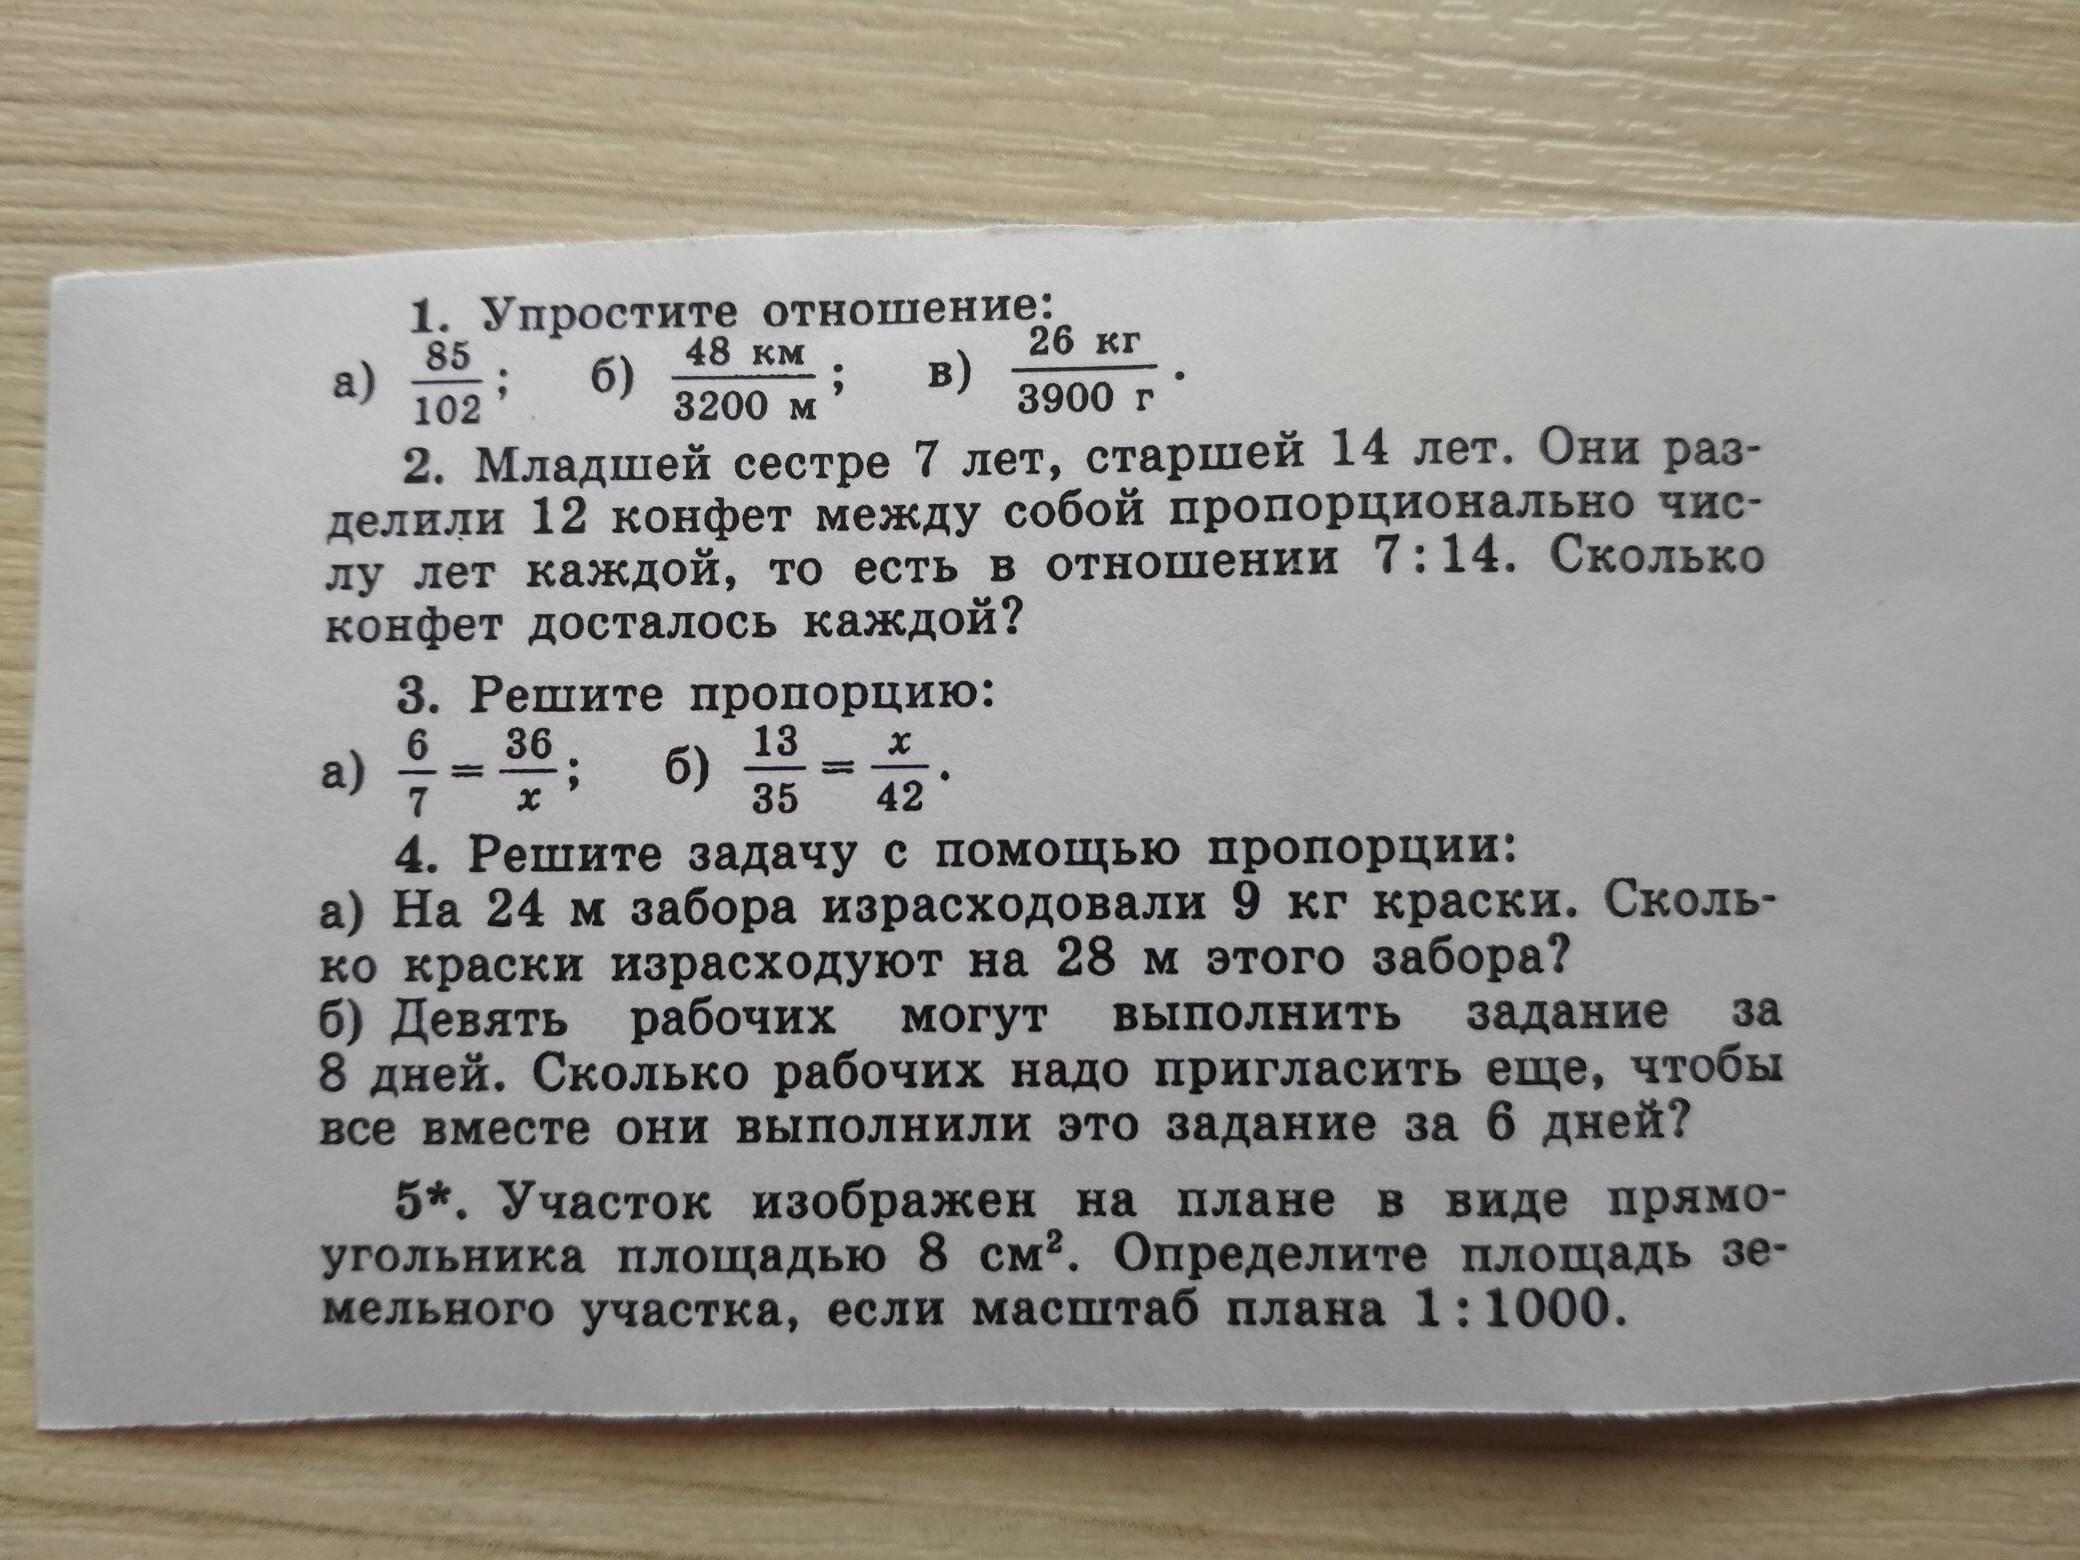 1. Упростите отношение:
а) 85/102; б) 48 км/3200 м; в) 26 кг/3900 г.
2. Младшей сестре 7 лет, старшей 14 лет. Они раз-
делили 12 конфет между собой пропорционально чис-
лу лет каждой, то есть в отношении 7 : 14. Сколько
конфет досталось каждой?
3. Решите пропорцию:
а) 6/7 = 36/x; б) 13/35 = x/42.
4. Решите задачу с помощью пропорции:
а) На 24 м забора израсходовали 9 кг краски. Сколь-
ко краски израсходуют на 28 м этого забора?
б) Девять рабочих могут выполнить задание за
8 дней. Сколько рабочих надо пригласить еще, чтобы
все вместе они выполнили это задание за 6 дней?
5*. Участок изображен на плане в виде прямо-
угольника площадью 8 см². Определите площадь зе-
мельного участка, если масштаб плана 1 : 1000.